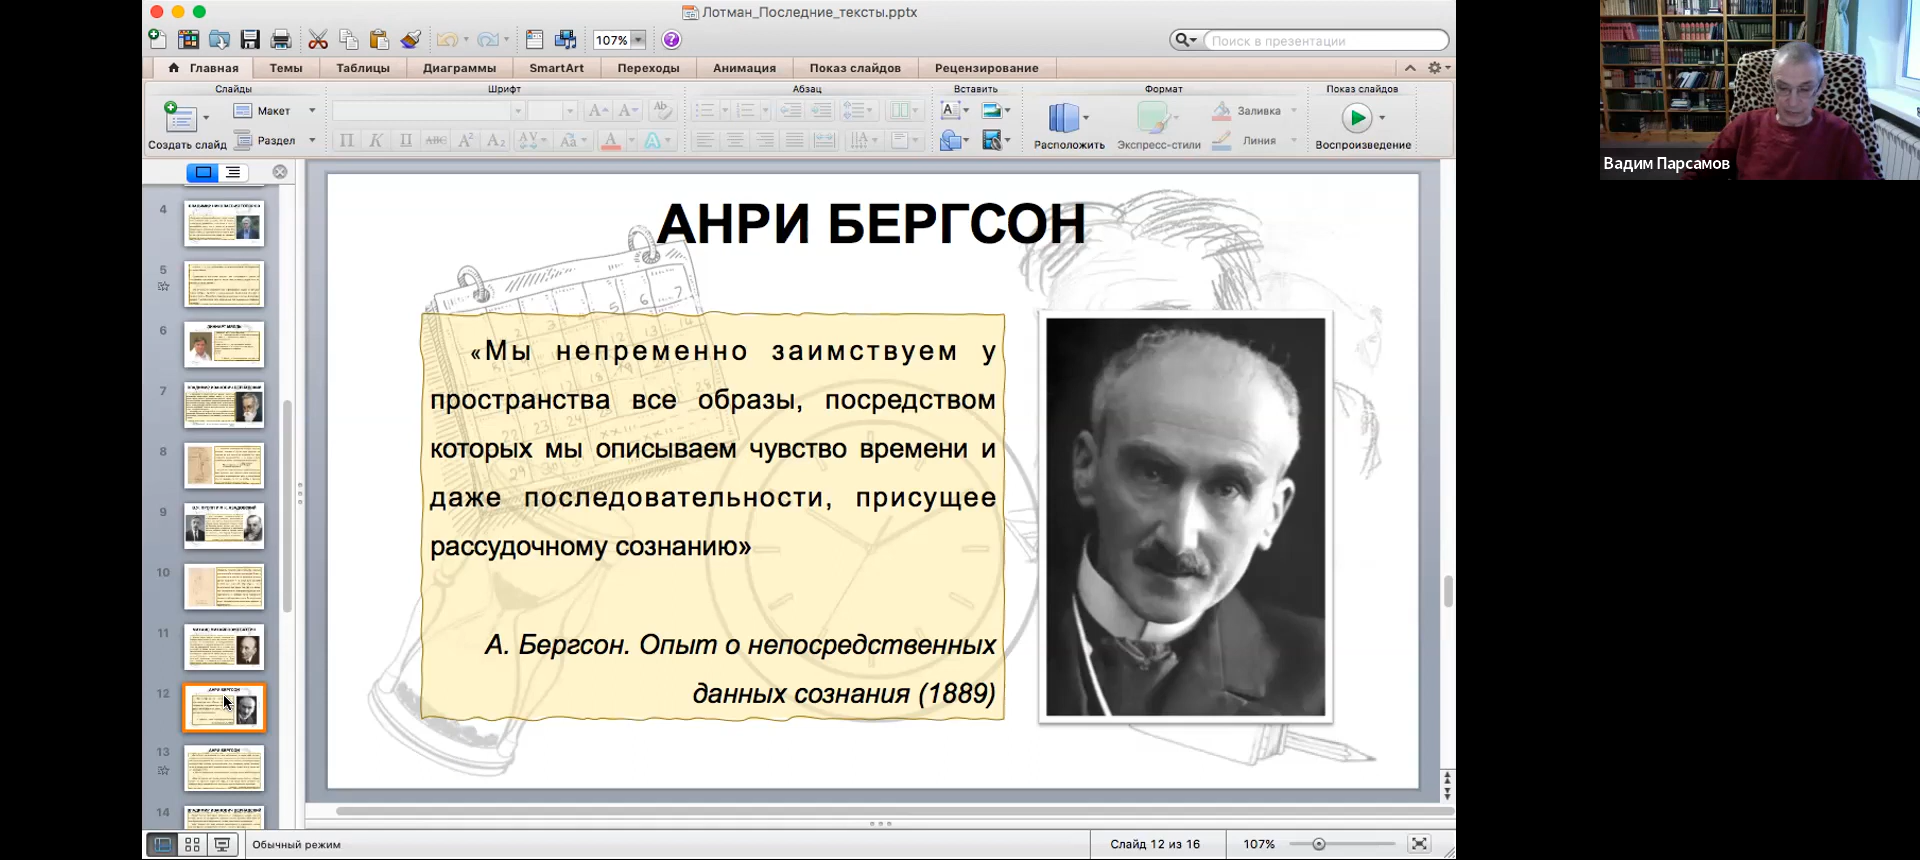 Лотман_Последние_тексты.pptx
107%
Поиск в презентации
Главная Темы Таблицы Диаграммы SmartArt Переходы Анимация Показ слайдов Рецензирование
Слайды Шрифт Абзац Вставить Формат Показ слайдов
Макет
Заливка
Создать слайд Раздел
Расположить Экспресс-стили Линия Воспроизведение
Вадим Парсамов
4
5
6
7
8
9
10
11
12
13
14
АНРИ БЕРГСОН
«Мы непременно заимствуем у
пространства все образы, посредством
которых мы описываем чувство времени и
даже последовательности, присущее
рассудочному сознанию»
А. Бергсон. Опыт о непосредственных
данных сознания (1889)
Обычный режим
Слайд 12 из 16
107%